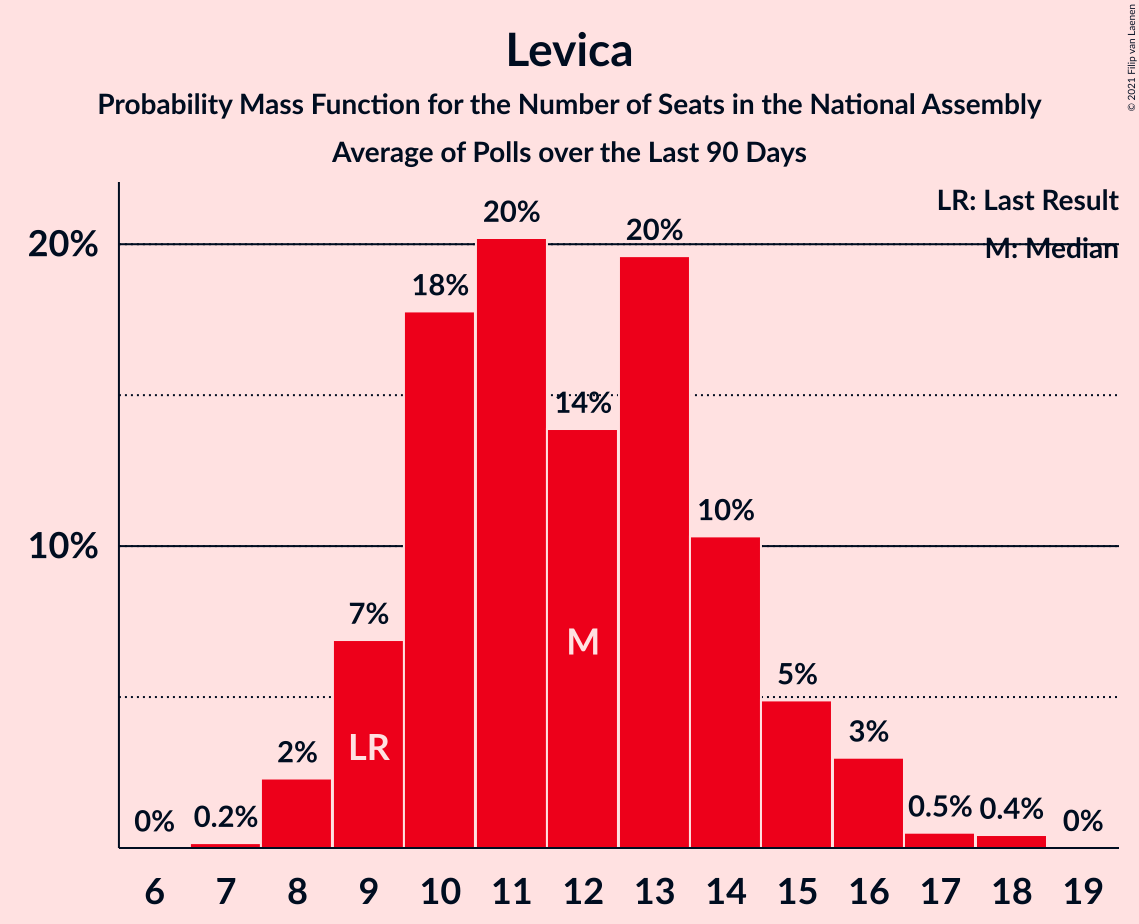 Levica
Probability Mass Function for the Number of Seats in the National Assembly
Average of Polls over the Last 90 Days
© 2021 Filip van Laenen
LR: Last Result
M: Median
20%
10%
0%
0.2%
2%
7%
18%
20%
14%
20%
10%
5%
3%
0.5%
0.4%
0%
LR
M
6 7 8 9 10 11 12 13 14 15 16 17 18 19